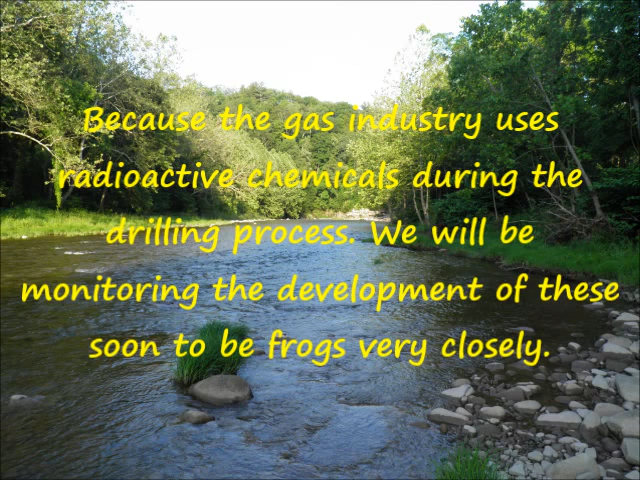 Because the gas industry uses
radioactive chemicals during the
drilling process. We will be
monitoring the development of these
soon to be frogs very closely.